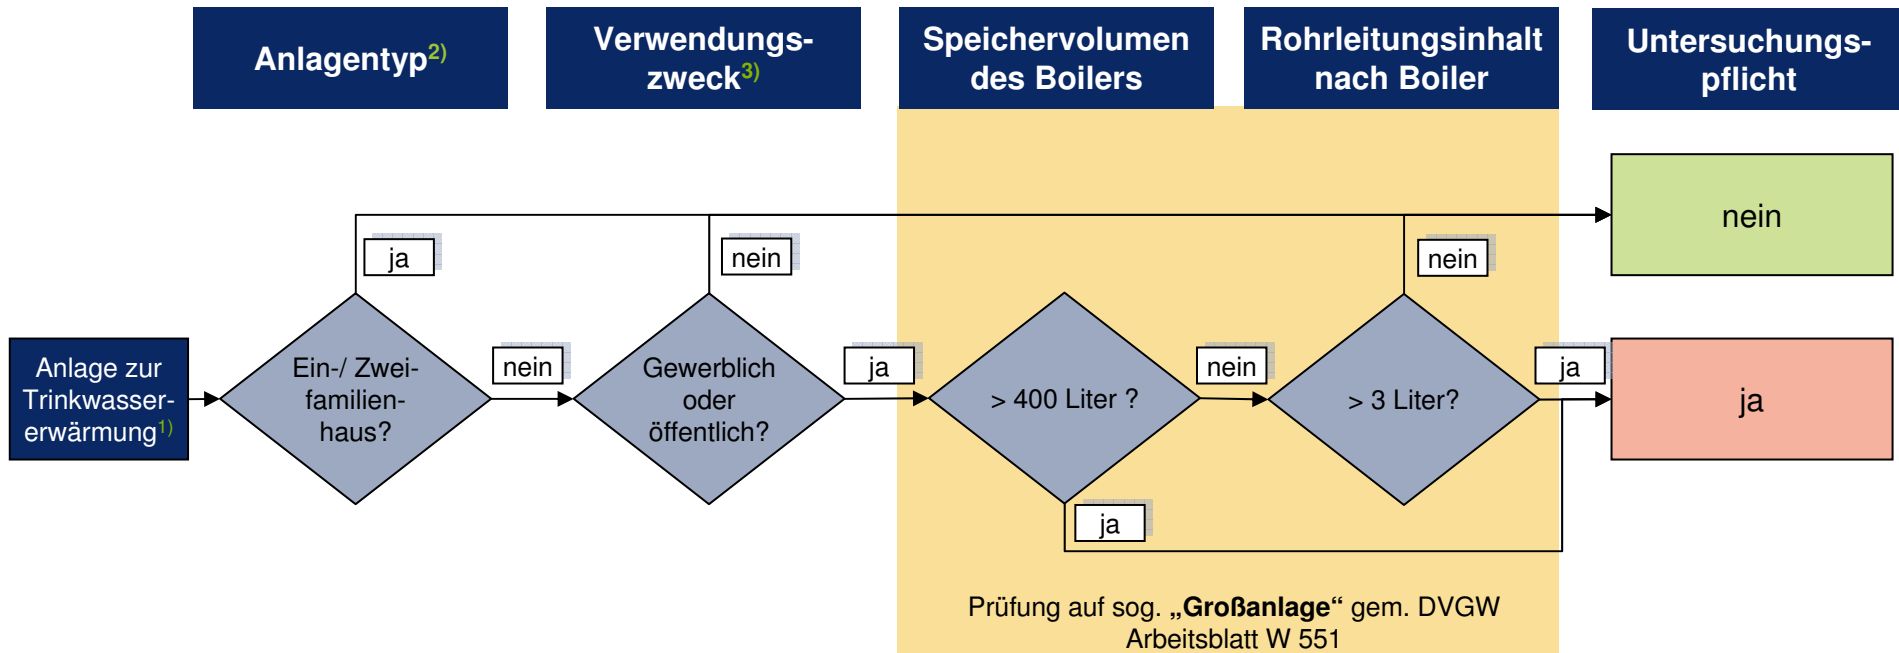 Anlagentyp2)
Verwendungs-
zweck3)
Speichervolumen
des Boilers
Rohrleitungsinhalt
nach Boiler
Untersuchungs-
pflicht
nein
ja
nein
nein
Anlage zur
Trinkwasser-
erwärmung1)
Ein-/ Zwei-
familien-
haus?
nein
Gewerblich
oder
öffentlich?
ja
> 400 Liter ?
nein
> 3 Liter?
ja
ja
ja
Prüfung auf sog. „Großanlage“ gem. DVGW
Arbeitsblatt W 551